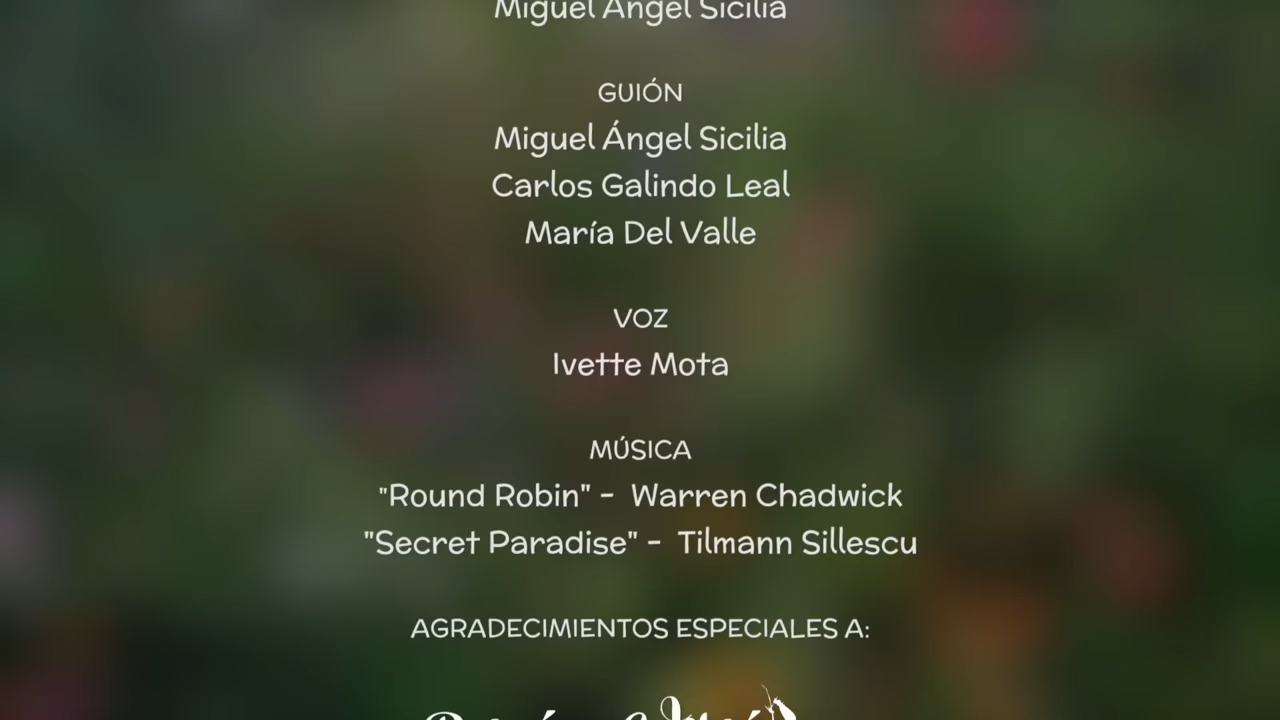 Miguel Ángel Sicilia
GUIÓN
Miguel Ángel Sicilia
Carlos Galindo Leal
María Del Valle
VOZ
Ivette Mota
MÚSICA
"Round Robin" -  Warren Chadwick
"Secret Paradise" -  Tilmann Sillescu
AGRADECIMIENTOS ESPECIALES A: